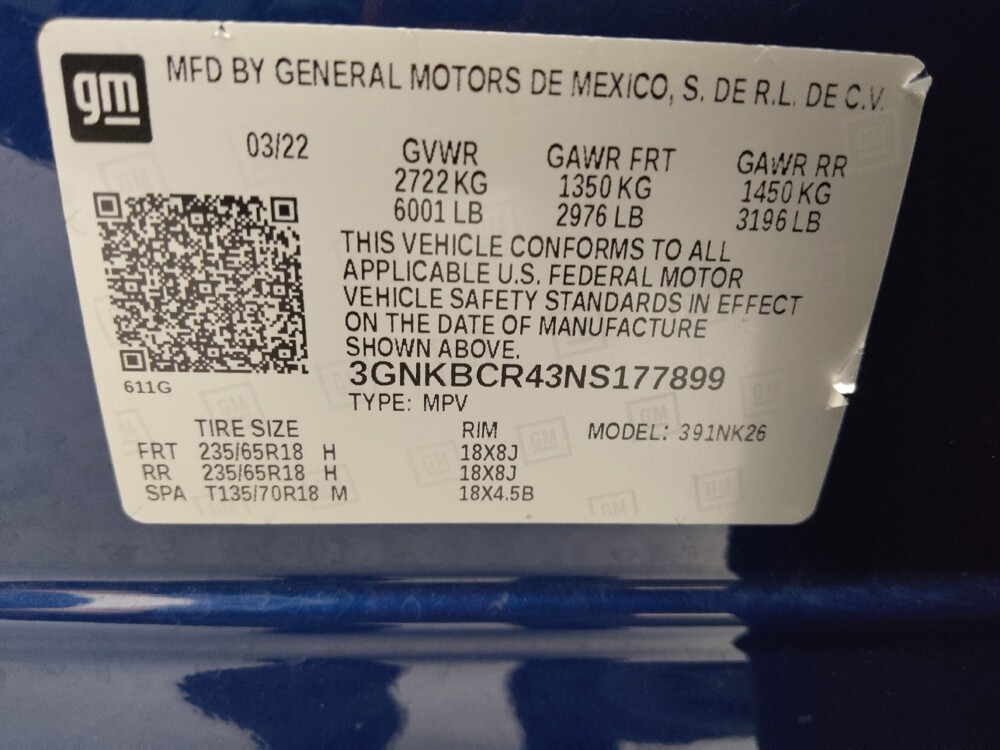 gm
MFD BY GENERAL MOTORS DE MEXICO, S. DE R.L. DE C.V.
03/22 GVWR GAWR FRT GAWR RR
2722 KG 1350 KG 1450 KG
6001 LB 2976 LB 3196 LB
THIS VEHICLE CONFORMS TO ALL
APPLICABLE U.S. FEDERAL MOTOR
VEHICLE SAFETY STANDARDS IN EFFECT
ON THE DATE OF MANUFACTURE
SHOWN ABOVE.
611G
3GNKBCR43NS177899
TYPE: MPV
TIRE SIZE RIM MODEL: 391NK26
FRT 235/65R18 H 18X8J
RR 235/65R18 H 18X8J
SPA T135/70R18 M 18X4.5B